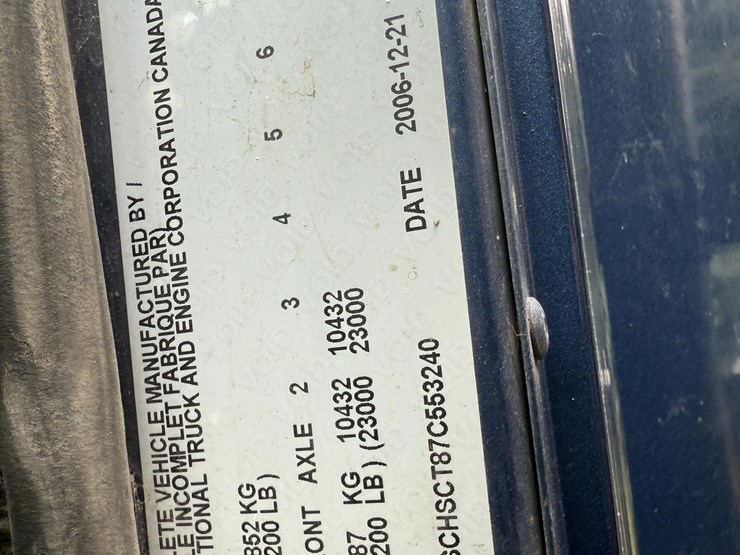 LETE VEHICLE MANUFACTURED BY
LE INCOMPLET FABRIQUE PAR)
TIONAL TRUCK AND ENGINE CORPORATION CANADA
852 KG
200 LB )
ONT AXLE 2 3 4 5 6
87 KG 10432 10432
200 LB ) (23000 23000
DATE 2006-12-21
SCHSCT87C553240